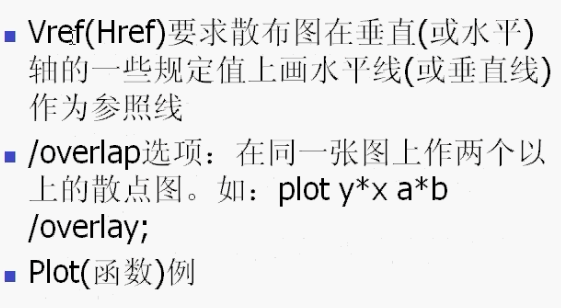 Vref(Href)要求散布图在垂直(或水平)
轴的一些规定值上画水平线(或垂直线)
作为参照线
/overlap选项：在同一张图上作两个以
上的散点图。如：plot y*x a*b
/overlay;
Plot(函数)例